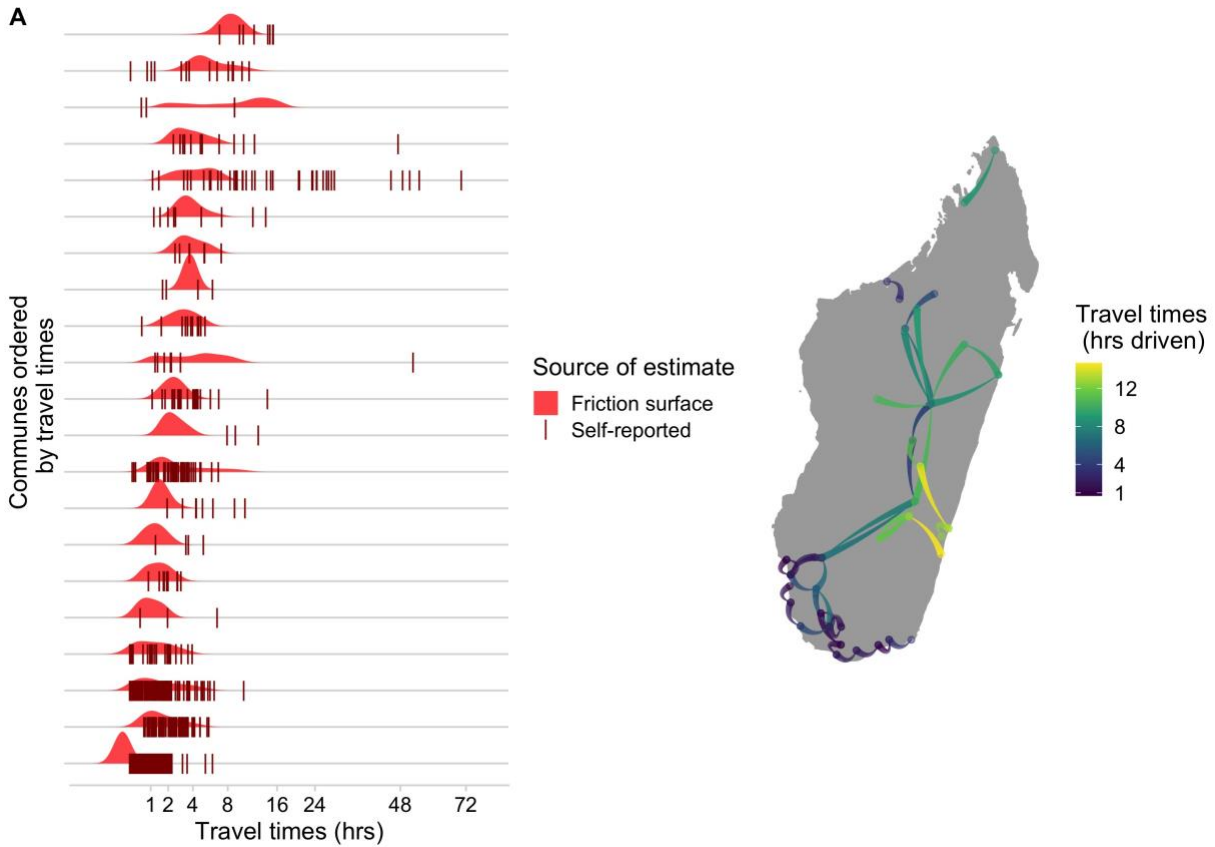 A
Communes ordered
by travel times
1 2 4 8 16 24 48 72
Travel times (hrs)
Source of estimate
Friction surface
Self-reported
Travel times
(hrs driven)
12
8
4
1